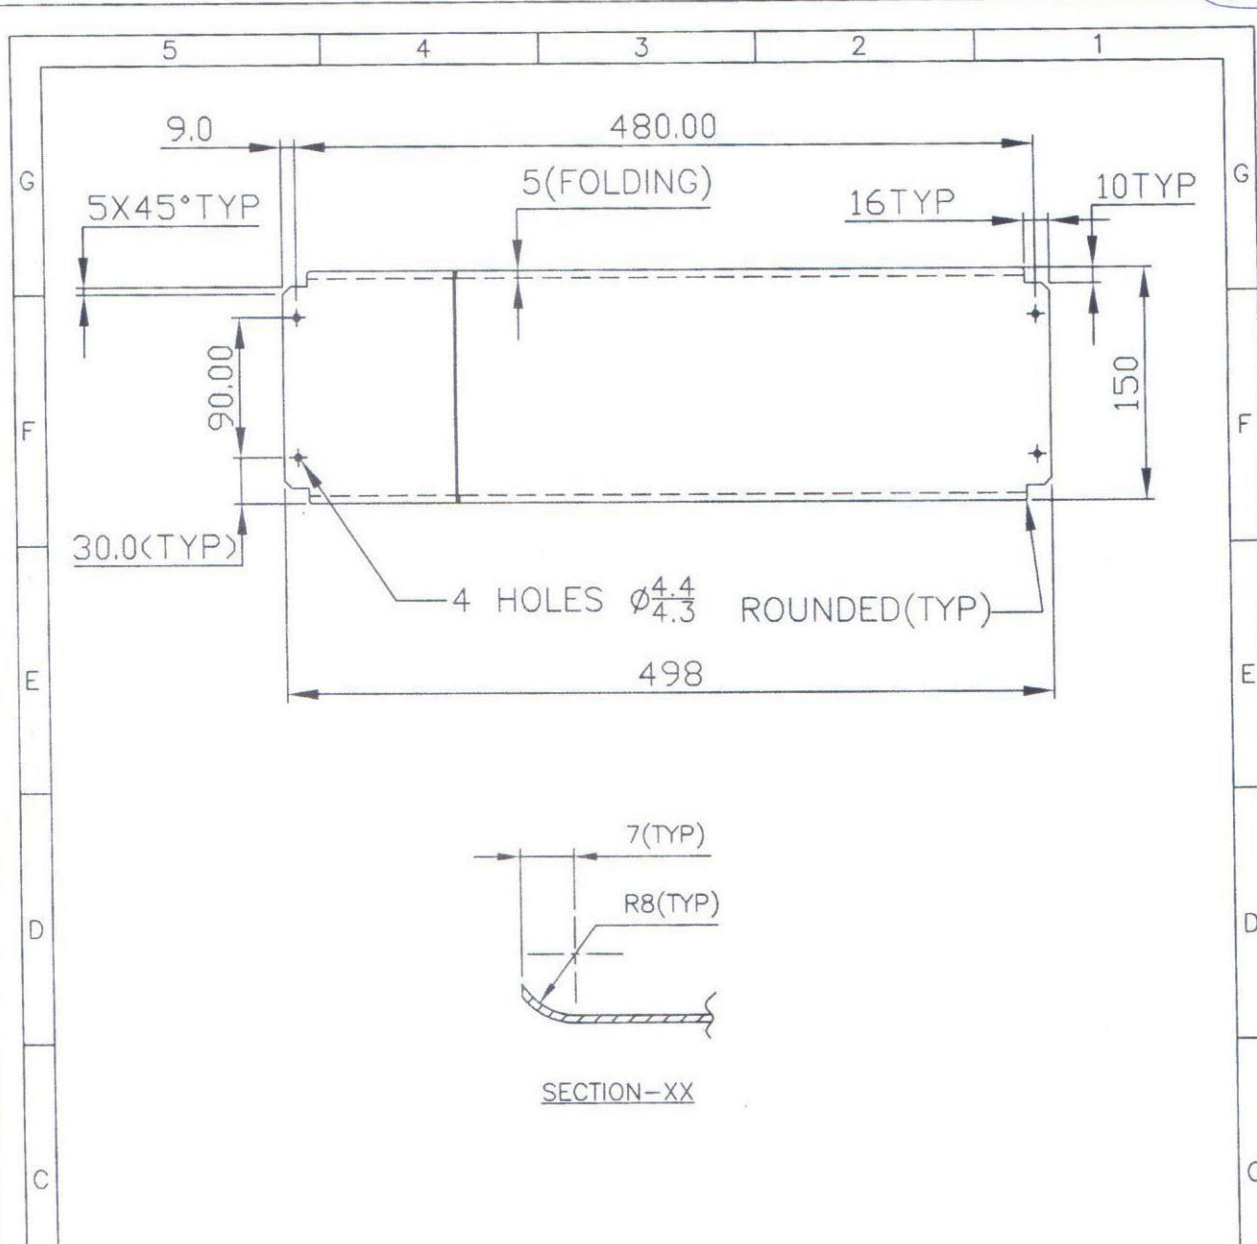 5 4 3 2 1
9.0 480.00
G 5(FOLDING) 10TYP G
5X45°TYP 16TYP
90.00 150
F F
30.0(TYP)
4 HOLES Ø4.4/4.3 ROUNDED(TYP)
E 498 E
7(TYP)
R8(TYP)
D D
SECTION-XX
C C